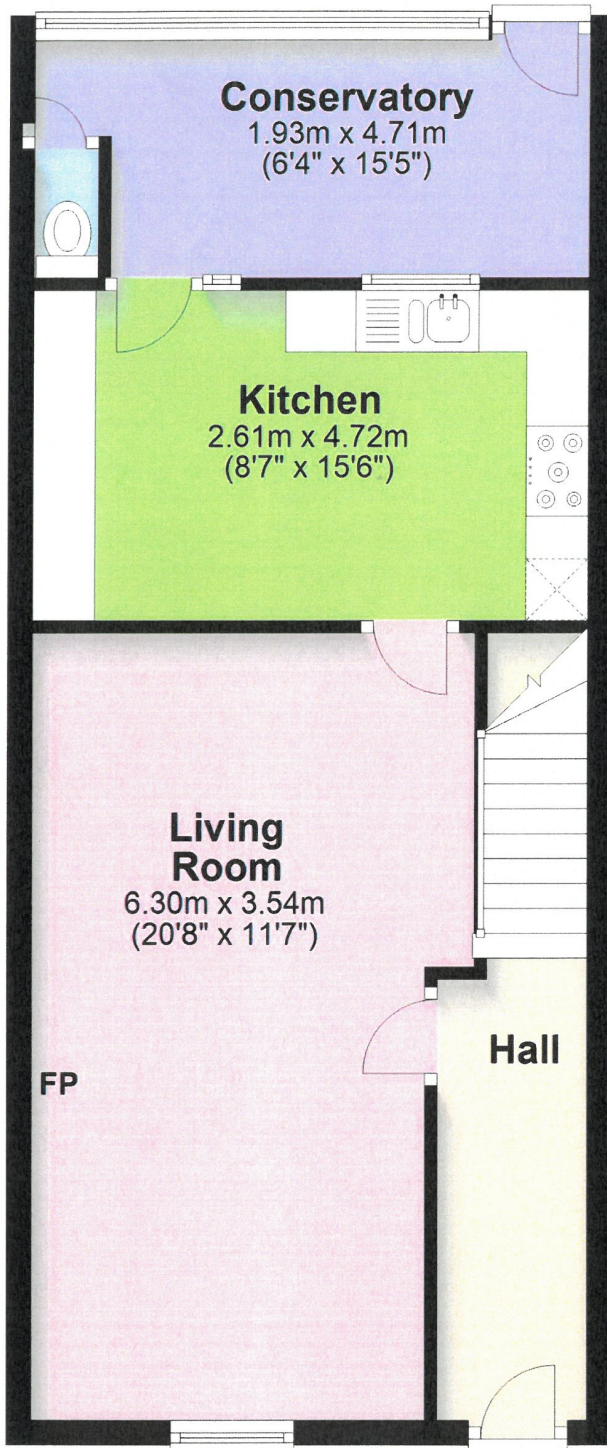 Conservatory
1.93m x 4.71m
(6'4" x 15'5")
Kitchen
2.61m x 4.72m
(8'7" x 15'6")
Living
Room
6.30m x 3.54m
(20'8" x 11'7")
Hall
FP